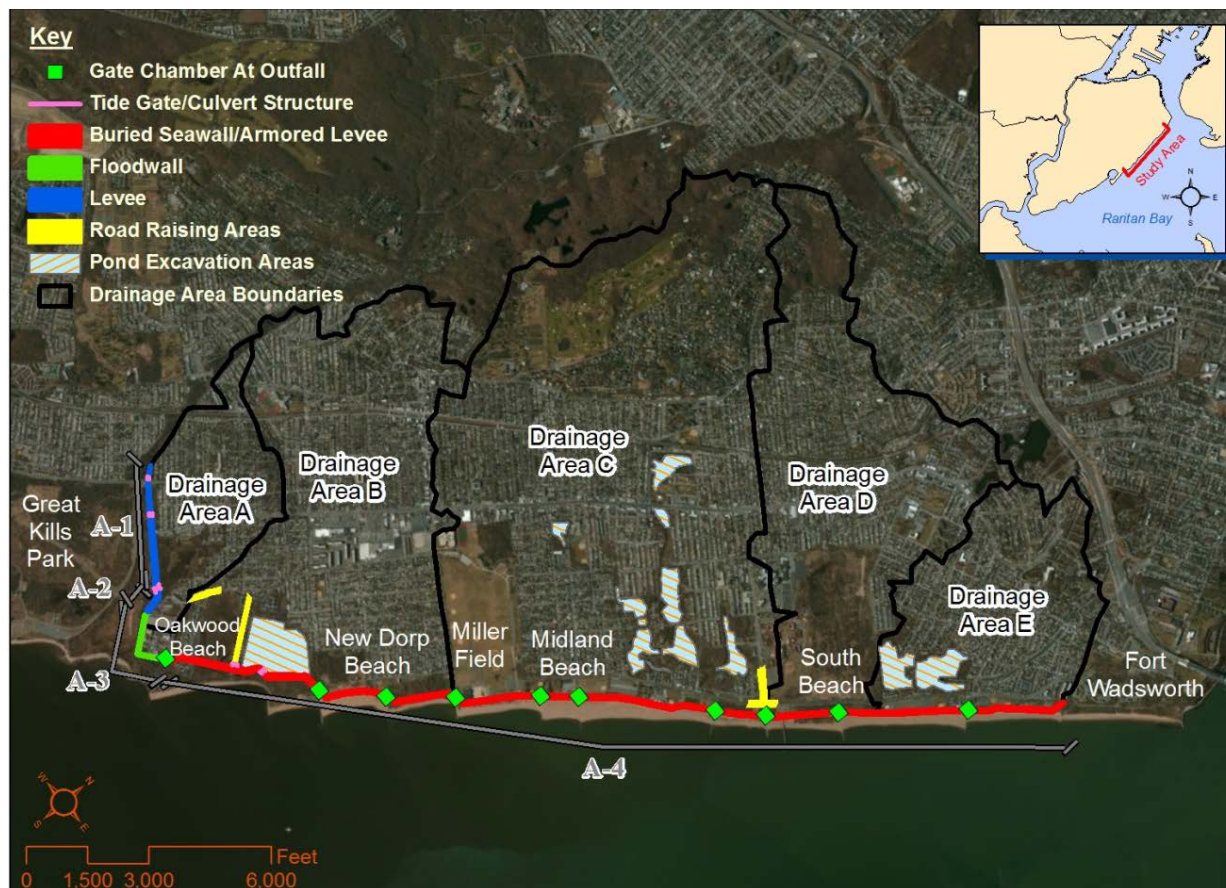 Key
Gate Chamber At Outfall
Tide Gate/Culvert Structure
Buried Seawall/Armored Levee
Floodwall
Levee
Road Raising Areas
Pond Excavation Areas
Drainage Area Boundaries
Study Area
N
W
E
S
Raritan Bay
Drainage
Area C
Drainage
Area B
Drainage
Area A
Drainage
Area D
Drainage
Area E
Great
Kills
Park
A-1
A-2
A-3
Oakwood
Beach
New Dorp
Beach
Miller
Field
Midland
Beach
South
Beach
Fort
Wadsworth
A-4
W
N
S
E
Feet
0
1,500
3,000
6,000